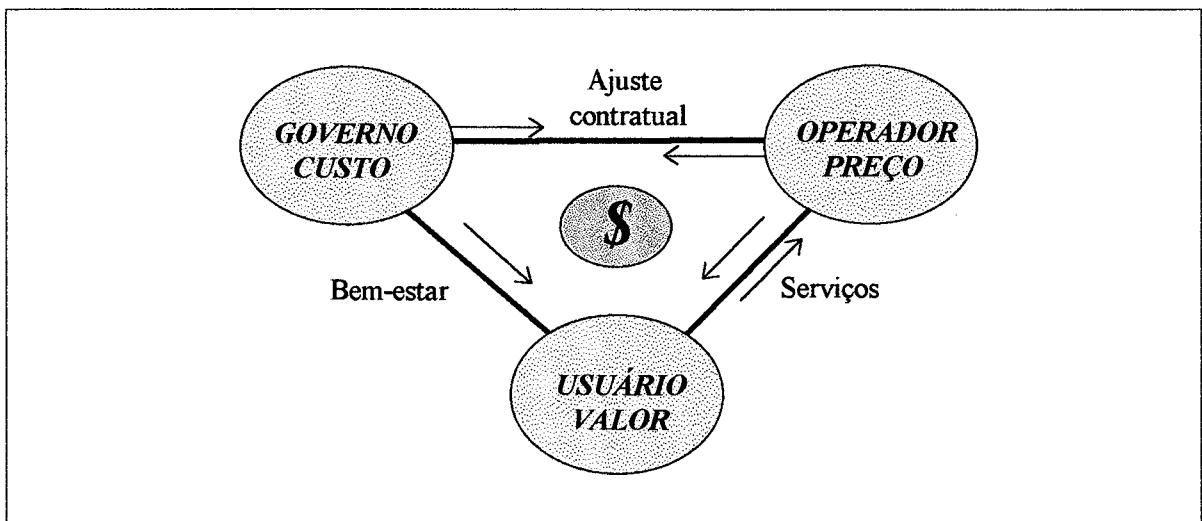 Ajuste
contratual
GOVERNO
CUSTO
OPERADOR
PREÇO
$
Bem-estar
Serviços
USUÁRIO
VALOR